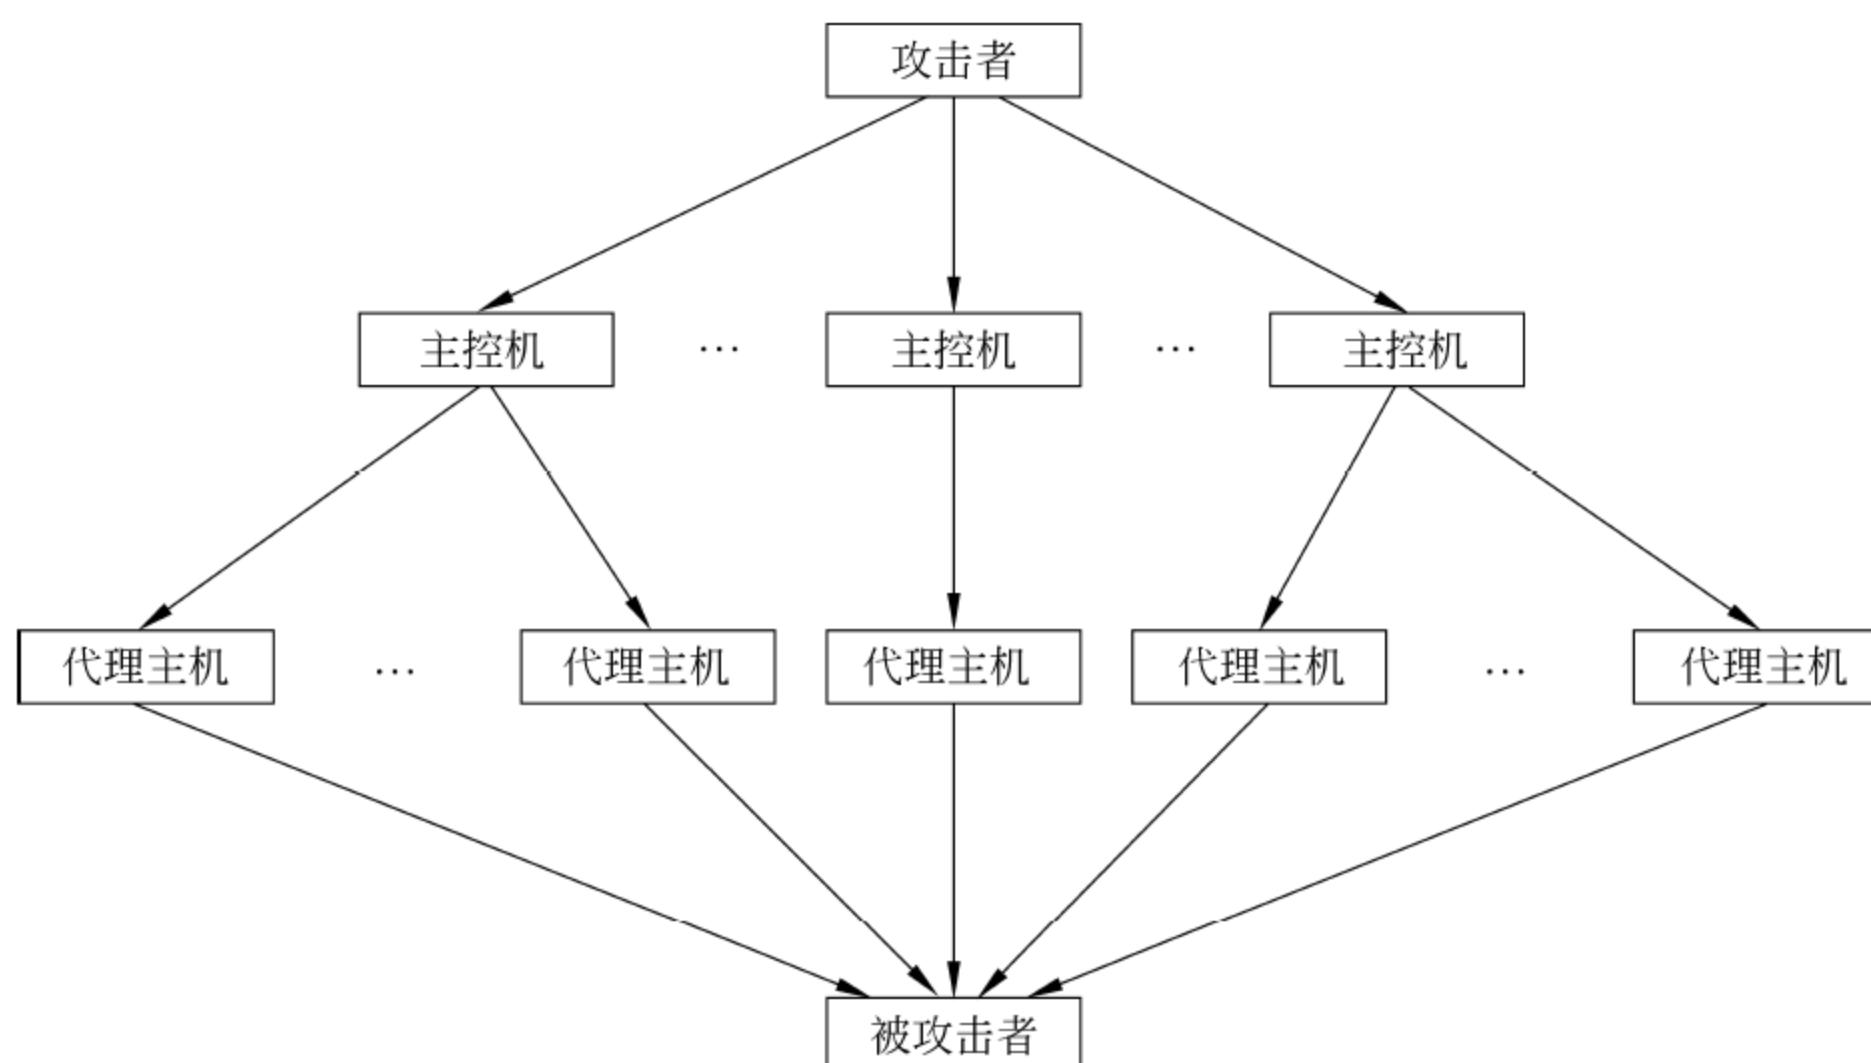 攻击者
主控机 … 主控机 … 主控机
代理主机 … 代理主机 代理主机 代理主机 … 代理主机
被攻击者